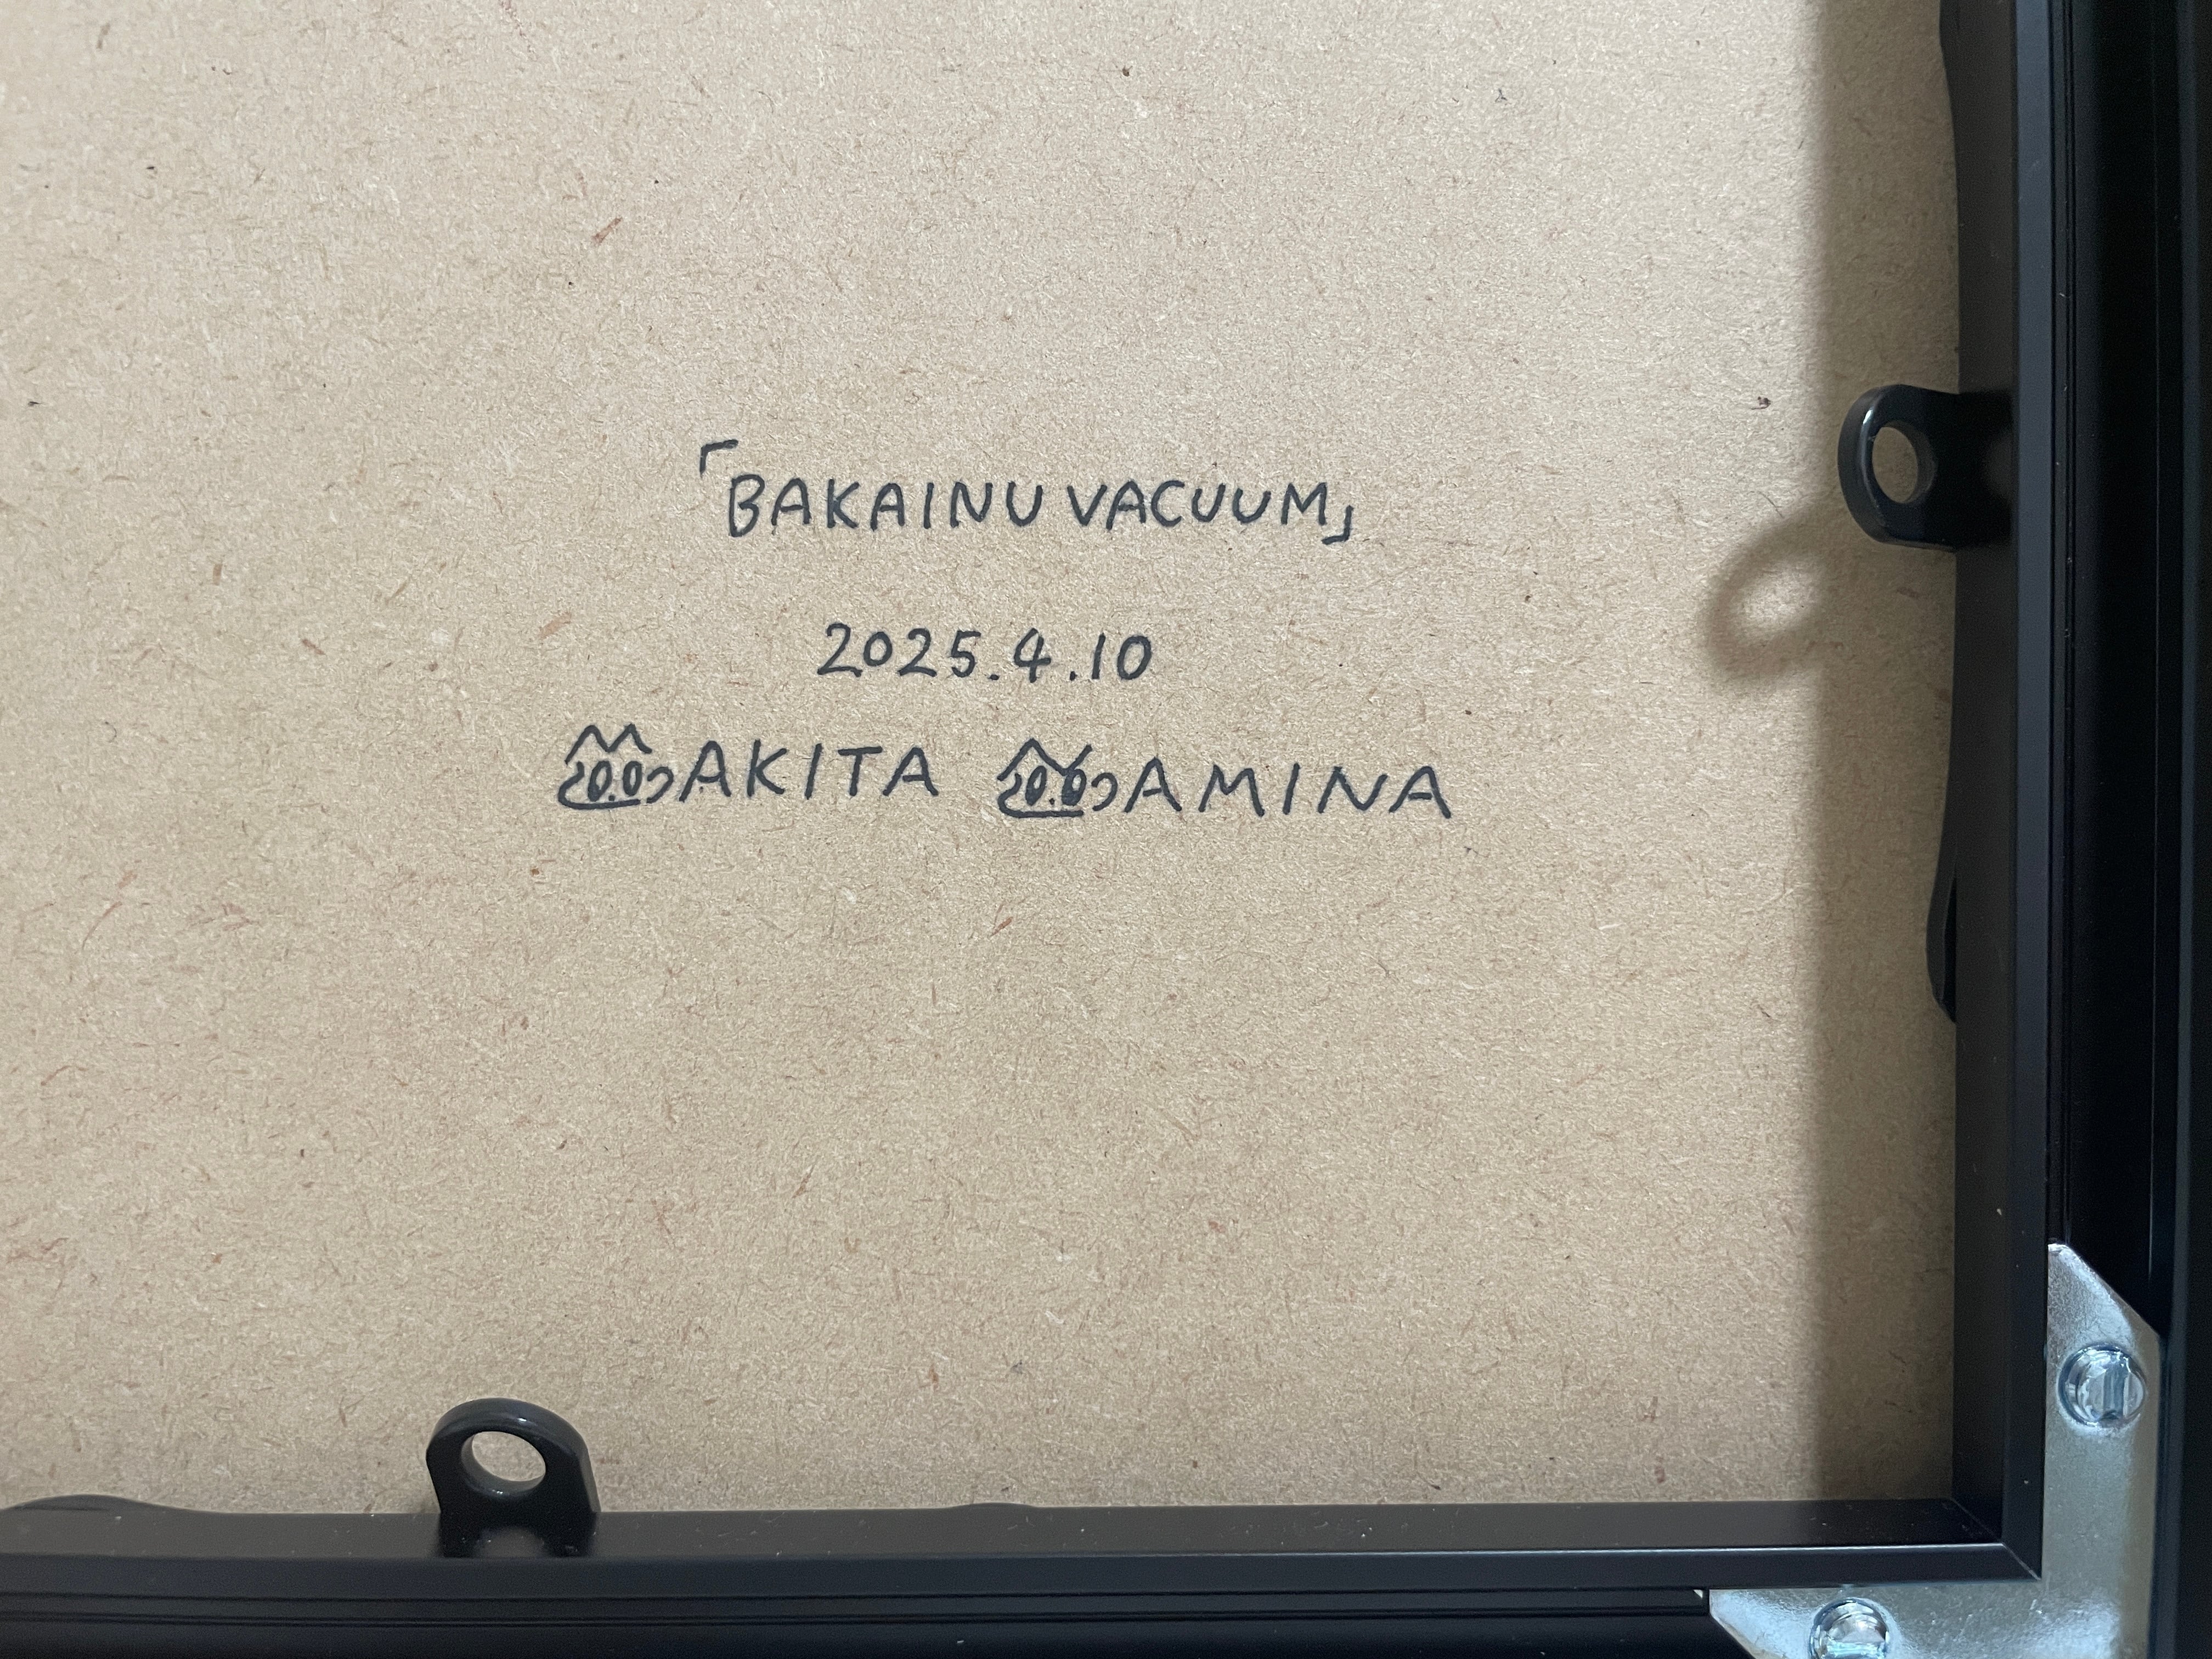 「BAKAINU VACUUM」
2025.4.10
AKITA AMINA